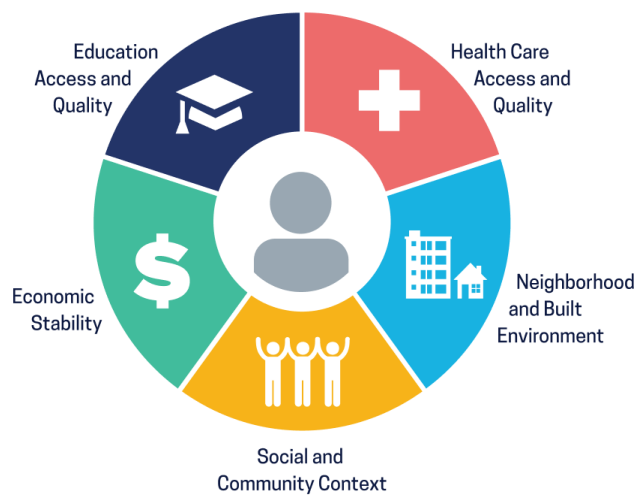 Education
Access and
Quality
Health Care
Access and
Quality
Economic
Stability
Neighborhood
and Built
Environment
Social and
Community Context